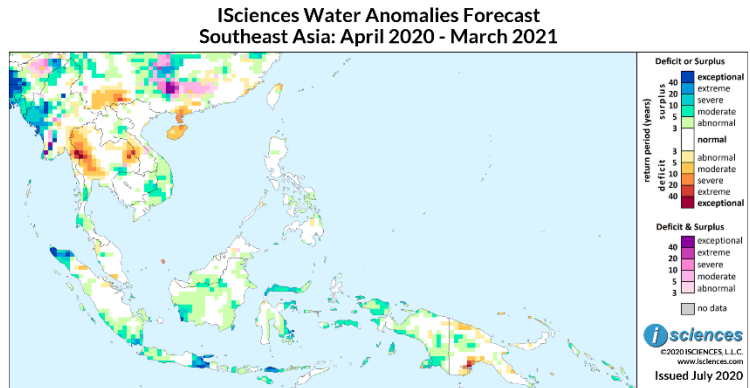 ISciences Water Anomalies Forecast
Southeast Asia: April 2020 - March 2021
Deficit or Surplus
return period (years)
surplus
40 exceptional
20 extreme
10 severe
5 moderate
3 abnormal
normal
deficit
3 abnormal
5 moderate
10 severe
20 extreme
40 exceptional
Deficit & Surplus
40 exceptional
20 extreme
10 severe
5 moderate
3 abnormal
no data
i sciences
©2020 ISCIENCES, L.L.C.
www.isciences.com
Issued July 2020